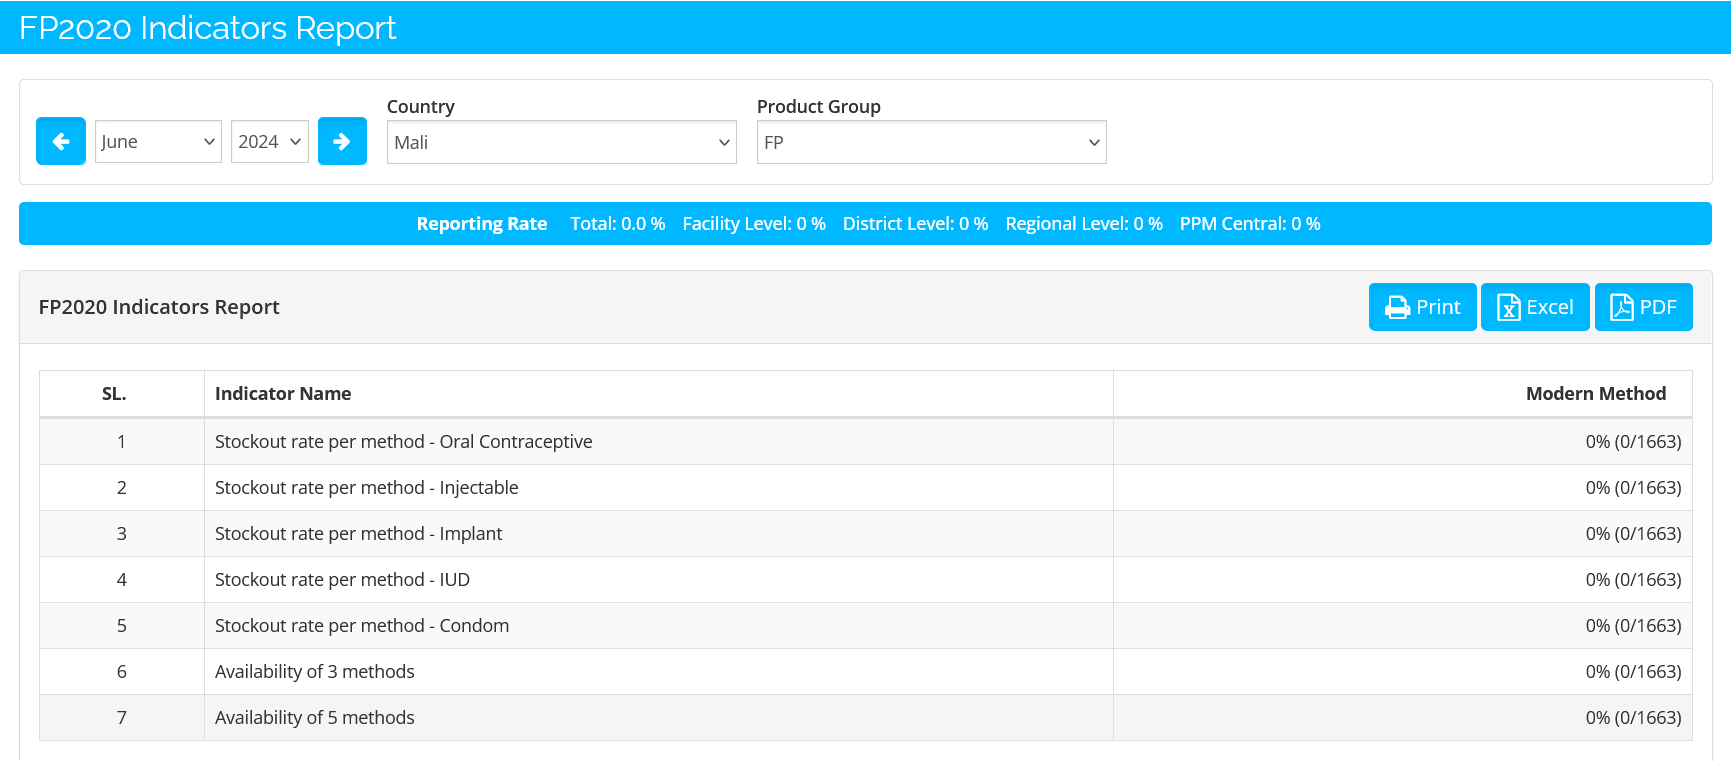 FP2020 Indicators Report
Country
Product Group
June
2024
Mali
FP
Reporting Rate Total: 0.0 % Facility Level: 0 % District Level: 0 % Regional Level: 0 % PPM Central: 0 %
FP2020 Indicators Report
Print
Excel
PDF
SL. Indicator Name Modern Method
1 Stockout rate per method - Oral Contraceptive 0% (0/1663)
2 Stockout rate per method - Injectable 0% (0/1663)
3 Stockout rate per method - Implant 0% (0/1663)
4 Stockout rate per method - IUD 0% (0/1663)
5 Stockout rate per method - Condom 0% (0/1663)
6 Availability of 3 methods 0% (0/1663)
7 Availability of 5 methods 0% (0/1663)